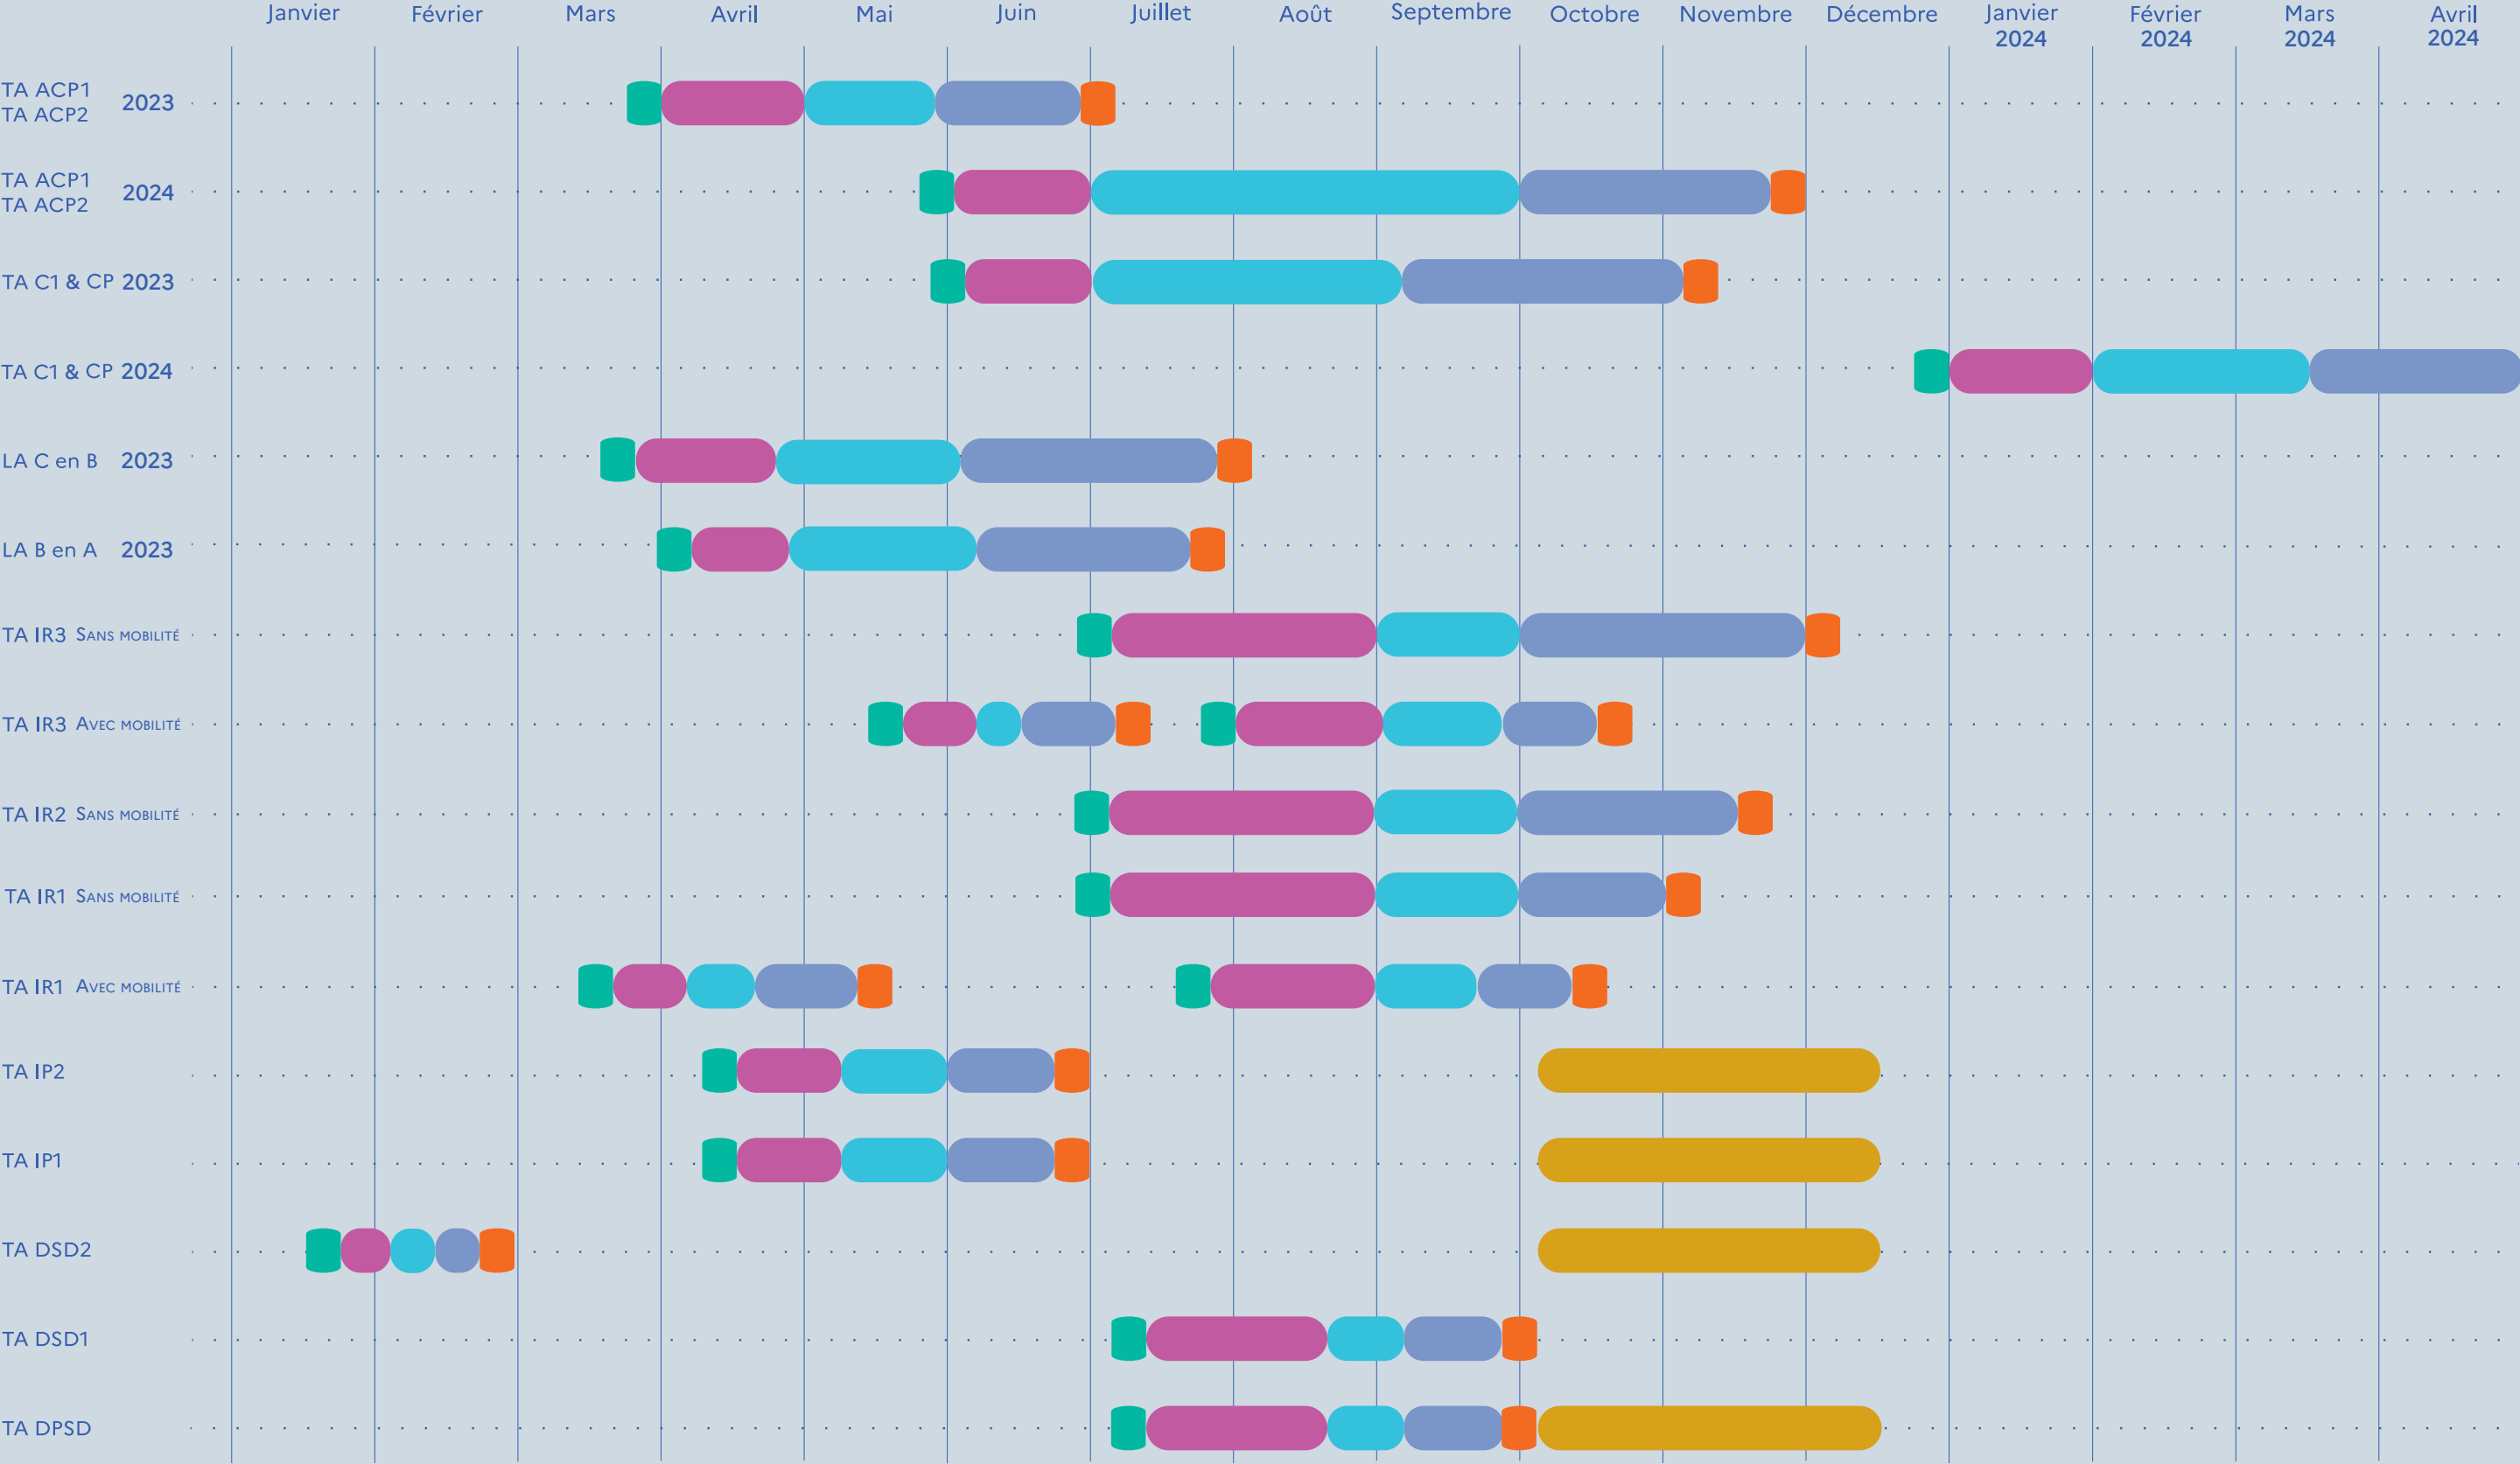 Janvier Février Mars Avril Mai Juin Juillet Août Septembre Octobre Novembre Décembre Janvier Février Mars Avril
2024 2024 2024 2024
TA ACP1
TA ACP2 2023
TA ACP1
TA ACP2 2024
TA C1 & CP 2023
TA C1 & CP 2024
LA C en B 2023
LA B en A 2023
TA IR3 SANS MOBILITÉ
TA IR3 AVEC MOBILITÉ
TA IR2 SANS MOBILITÉ
TA IR1 SANS MOBILITÉ
TA IR1 AVEC MOBILITÉ
TA IP2
TA IP1
TA DSD2
TA DSD1
TA DPSD